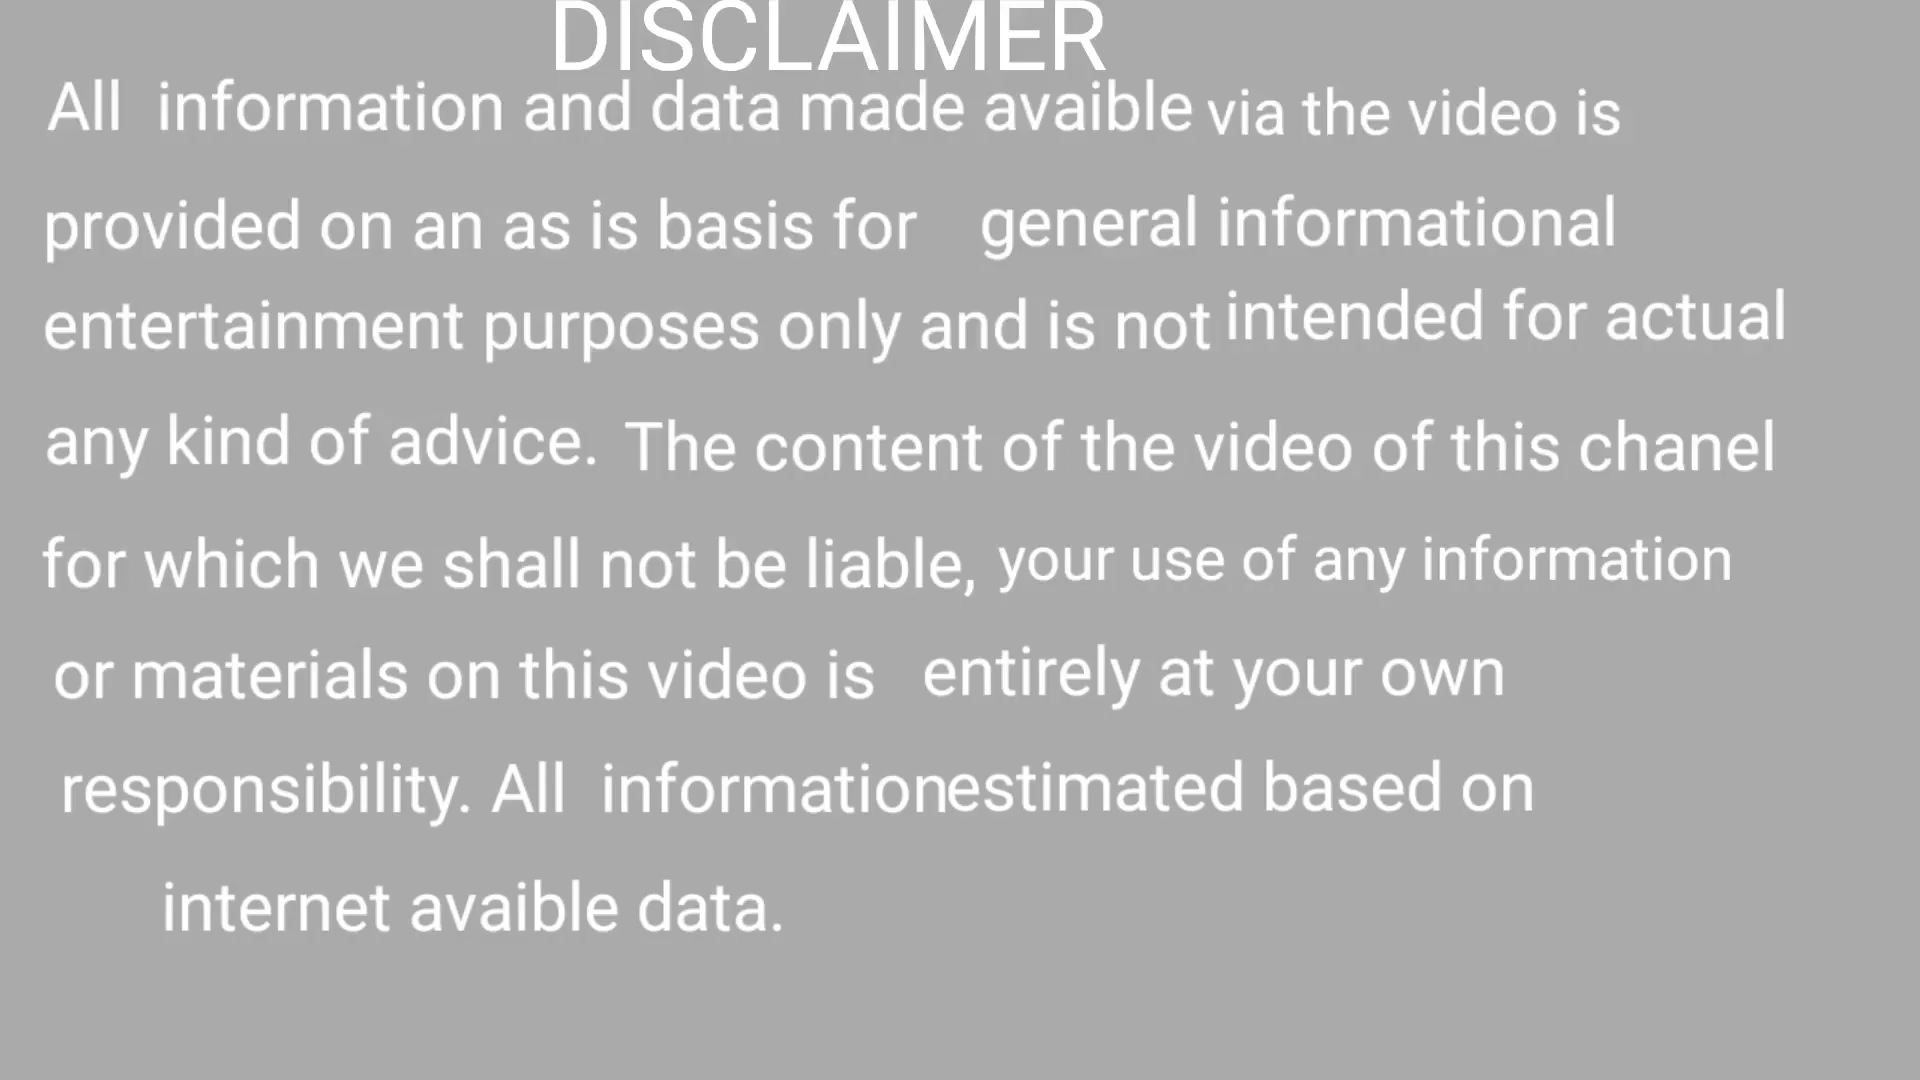 DISCLAIMER
All information and data made avaible via the video is
provided on an as is basis for general informational
entertainment purposes only and is not intended for actual
any kind of advice. The content of the video of this chanel
for which we shall not be liable, your use of any information
or materials on this video is entirely at your own
responsibility. All informationestimated based on
internet avaible data.